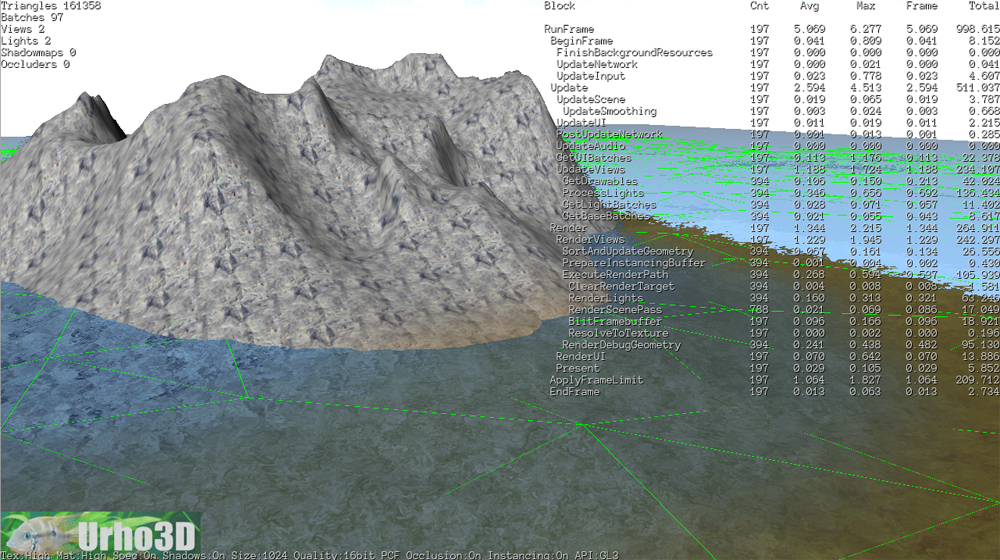 Triangles 161358
Batches 97
Views 2
Lights 2
Shadowmaps 0
Occluders 0
Block Cnt Avg Max Frame Total
RunFrame 197 5.069 6.277 5.069 998.615
BeginFrame 197 0.041 0.809 0.041 8.152
FinishBackgroundResources 197 0.000 0.000 0.000 0.000
UpdateNetwork 197 0.000 0.021 0.000 0.041
UpdateInput 197 0.023 0.778 0.023 4.607
Update 197 2.594 4.513 2.594 511.037
UpdateScene 197 0.019 0.065 0.019 3.787
UpdateSmoothing 197 0.003 0.024 0.003 0.668
UpdateUI 197 0.011 0.019 0.011 2.215
PostUpdateNetwork 197 0.001 0.013 0.001 0.285
UpdateAudio 197 0.000 0.000 0.000 0.000
GetUIBatches 197 0.113 1.176 0.113 22.378
UpdateViews 197 1.188 1.724 1.188 234.107
GetDrawables 394 0.106 0.150 0.213 42.024
ProcessLights 394 0.346 0.656 0.692 136.434
GetLightBatches 394 0.028 0.071 0.057 11.402
GetBaseBatches 394 0.021 0.055 0.043 8.617
Render 197 1.344 2.215 1.344 264.911
RenderViews 197 1.229 1.945 1.229 242.297
SortAndUpdateGeometry 394 0.067 0.161 0.134 26.556
PrepareInstancingBuffer 394 0.001 0.004 0.002 0.430
ExecuteRenderPath 394 0.268 0.594 0.537 105.939
ClearRenderTarget 394 0.004 0.008 0.008 1.581
RenderLights 394 0.160 0.313 0.321 63.245
RenderScenePass 788 0.021 0.069 0.086 17.049
BlitFramebuffer 197 0.096 0.166 0.096 18.921
ResolveToTexture 197 0.000 0.002 0.000 0.196
RenderDebugGeometry 394 0.241 0.438 0.482 95.130
RenderUI 197 0.070 0.642 0.070 13.886
Present 197 0.029 0.105 0.029 5.852
ApplyFrameLimit 197 1.064 1.827 1.064 209.712
EndFrame 197 0.013 0.063 0.013 2.734
Urho3D
Tex:High Mat:High Spec:On Shadows:On Size:1024 Quality:16bit PCF Occlusion:On Instancing:On API:GL3